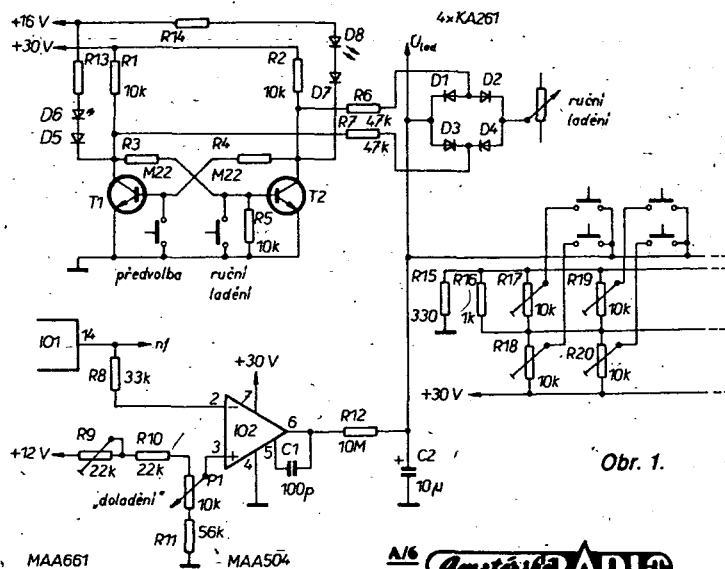 4xKA261
+16 V
R14
D8
U lad
+30 V
R13
R1
10k
R2
10k
D7
D1
D2
R6
47k
ruční
ladění
D6
D5
R7
47k
D3
D4
R3
M22
R4
M22
T1
T2
R5
10k
předvolba
ruční
ladění
R15
330
R16
1k
R17
10k
R19
10k
R18
10k
R20
10k
+30 V
IO1
14
nf
R8
33k
+30 V
2
7
IO2
6
3
4
5
C1
100p
R12
10M
+12 V
R9
22k
R10
22k
P1
10k
„doladění"
R11
56k
+
C2
10µ
Obr. 1.
MAA661
MAA504
A/6
Amatérské RADIO